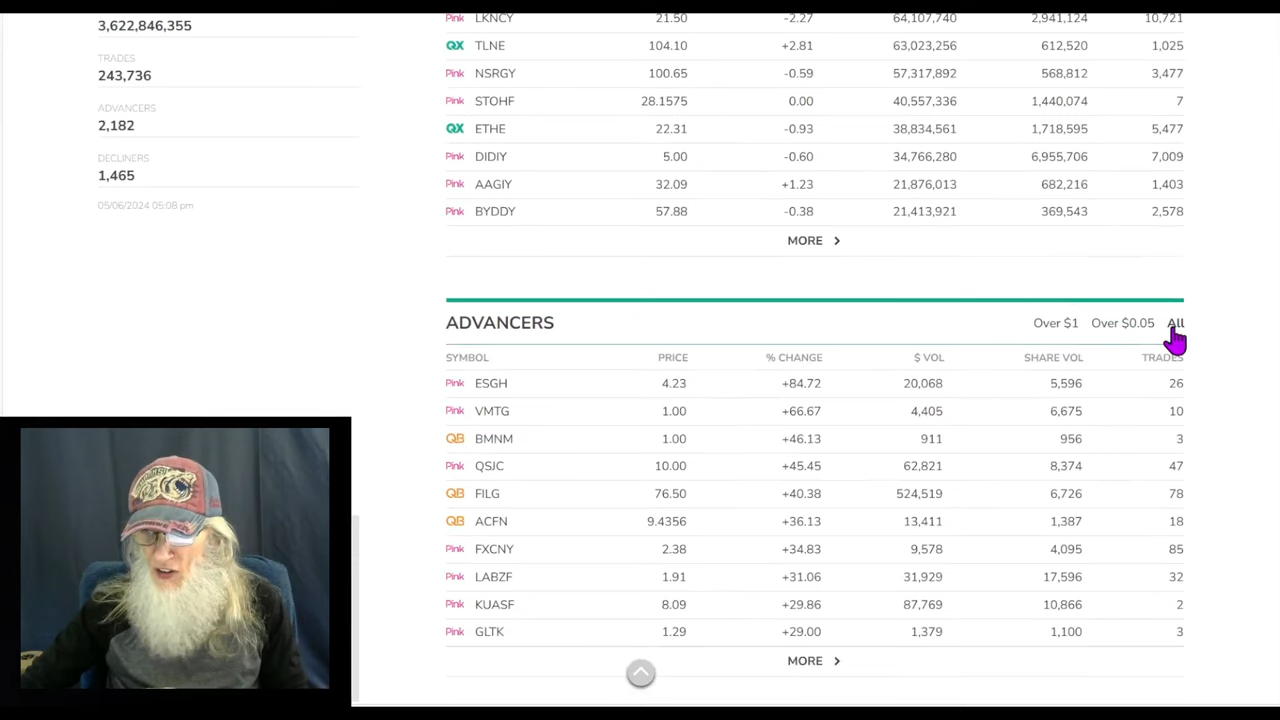 3,622,846,355
TRADES
243,736
ADVANCERS
2,182
DECLINERS
1,465
05/06/2024 05:08 pm
Pink LKNCY 21.50 -2.27 64,107,740 2,941,124 10,721
QX TLNE 104.10 +2.81 63,023,256 612,520 1,025
Pink NSRGY 100.65 -0.59 57,317,892 568,812 3,477
Pink STOHF 28.1575 0.00 40,557,336 1,440,074 7
QX ETHE 22.31 -0.93 38,834,561 1,718,595 5,477
Pink DIDIY 5.00 -0.60 34,766,280 6,955,706 7,009
Pink AAGIY 32.09 +1.23 21,876,013 682,216 1,403
Pink BYDDY 57.88 -0.38 21,413,921 369,543 2,578
MORE
ADVANCERS Over $1 Over $0.05 All
SYMBOL PRICE % CHANGE $ VOL SHARE VOL TRADES
Pink ESGH 4.23 +84.72 20,068 5,596 26
Pink VMTG 1.00 +66.67 4,405 6,675 10
QB BMNM 1.00 +46.13 911 956 3
Pink QSJC 10.00 +45.45 62,821 8,374 47
QB FILG 76.50 +40.38 524,519 6,726 78
QB ACFN 9.4356 +36.13 13,411 1,387 18
Pink FXCNY 2.38 +34.83 9,578 4,095 85
Pink LABZF 1.91 +31.06 31,929 17,596 32
Pink KUASF 8.09 +29.86 87,769 10,866 2
Pink GLTK 1.29 +29.00 1,379 1,100 3
MORE